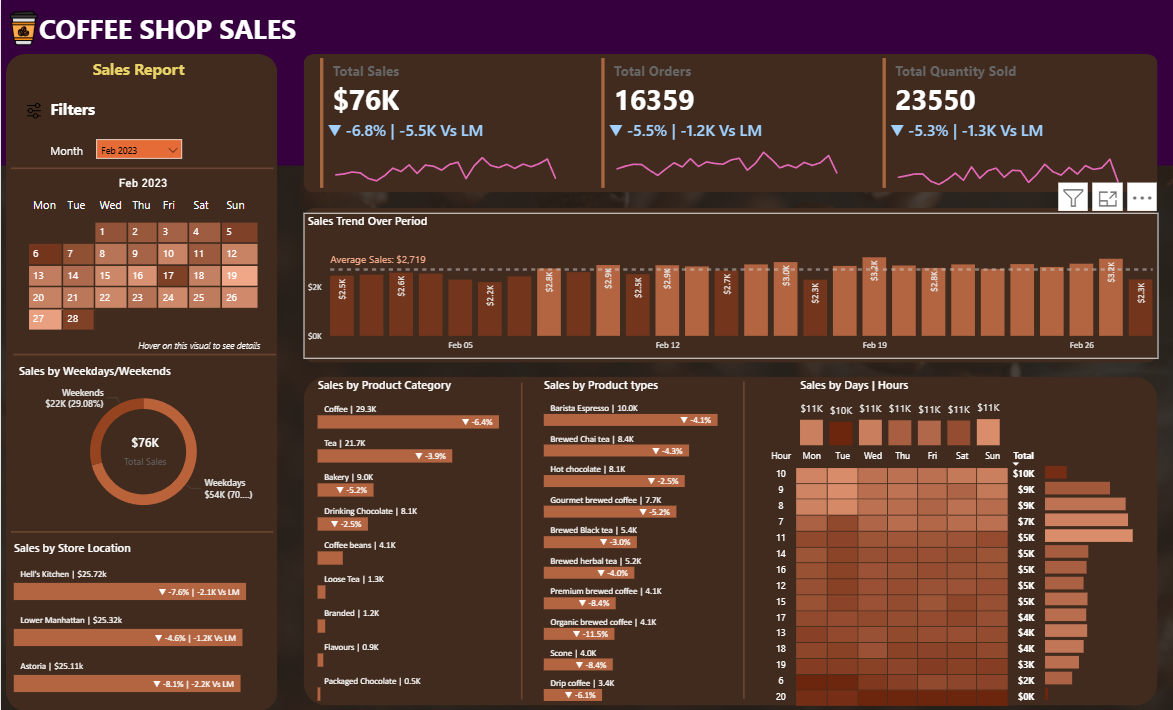 COFFEE SHOP SALES
Sales Report
Filters
Month
Feb 2023
Feb 2023
Mon Tue Wed Thu Fri Sat Sun
1 2 3 4 5
6 7 8 9 10 11 12
13 14 15 16 17 18 19
20 21 22 23 24 25 26
27 28
Hover on this visual to see details
Sales by Weekdays/Weekends
Weekends
$22K (29.08%)
$76K
Total Sales
Weekdays
$54K (70....)
Sales by Store Location
Hell's Kitchen | $25.72k
▼ -7.6% | -2.1K Vs LM
Lower Manhattan | $25.32k
▼ -4.6% | -1.2K Vs LM
Astoria | $25.11k
▼ -8.1% | -2.2K Vs LM
Total Sales
$76K
▼ -6.8% | -5.5K Vs LM
Total Orders
16359
▼ -5.5% | -1.2K Vs LM
Total Quantity Sold
23550
▼ -5.3% | -1.3K Vs LM
Sales Trend Over Period
Average Sales: $2,719
$2K
$0K
$2.5K $2.6K $2.2K $2.8K $2.9K $2.5K $2.9K $2.7K $3.0K $2.3K $3.2K $2.8K $3.2K $2.3K
Feb 05 Feb 12 Feb 19 Feb 26
Sales by Product Category
Coffee | 29.3K
▼ -6.4%
Tea | 21.7K
▼ -3.9%
Bakery | 9.0K
▼ -5.2%
Drinking Chocolate | 8.1K
▼ -2.5%
Coffee beans | 4.1K
Loose Tea | 1.3K
Branded | 1.2K
Flavours | 0.9K
Packaged Chocolate | 0.5K
Sales by Product types
Barista Espresso | 10.0K
▼ -4.1%
Brewed Chai tea | 8.4K
▼ -4.3%
Hot chocolate | 8.1K
▼ -2.5%
Gourmet brewed coffee | 7.7K
▼ -5.2%
Brewed Black tea | 5.4K
▼ -3.0%
Brewed herbal tea | 5.2K
▼ -4.0%
Premium brewed coffee | 4.1K
▼ -8.4%
Organic brewed coffee | 4.1K
▼ -11.5%
Scone | 4.0K
▼ -8.4%
Drip coffee | 3.4K
▼ -6.1%
Sales by Days | Hours
$11K $10K $11K $11K $11K $11K $11K
Hour Mon Tue Wed Thu Fri Sat Sun Total
10 $10K
9 $9K
8 $9K
7 $7K
11 $5K
14 $5K
16 $5K
12 $5K
15 $5K
17 $4K
13 $4K
18 $4K
19 $3K
6 $2K
20 $0K